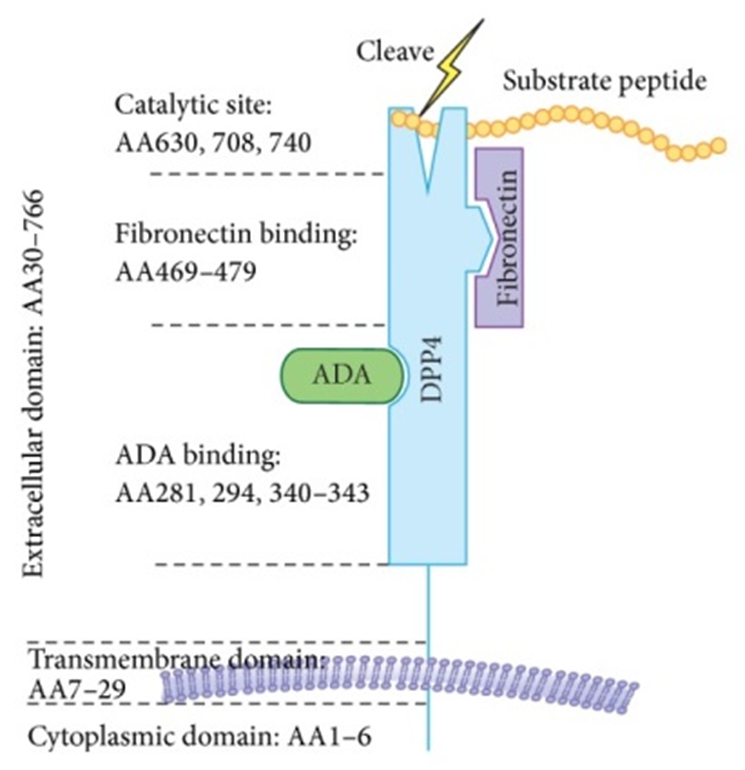 Cleave
Substrate peptide
Catalytic site:
AA630, 708, 740
Fibronectin binding:
AA469–479
Fibronectin
Extracellular domain: AA30–766
ADA
DPP4
ADA binding:
AA281, 294, 340–343
Transmembrane domain:
AA7–29
Cytoplasmic domain: AA1–6